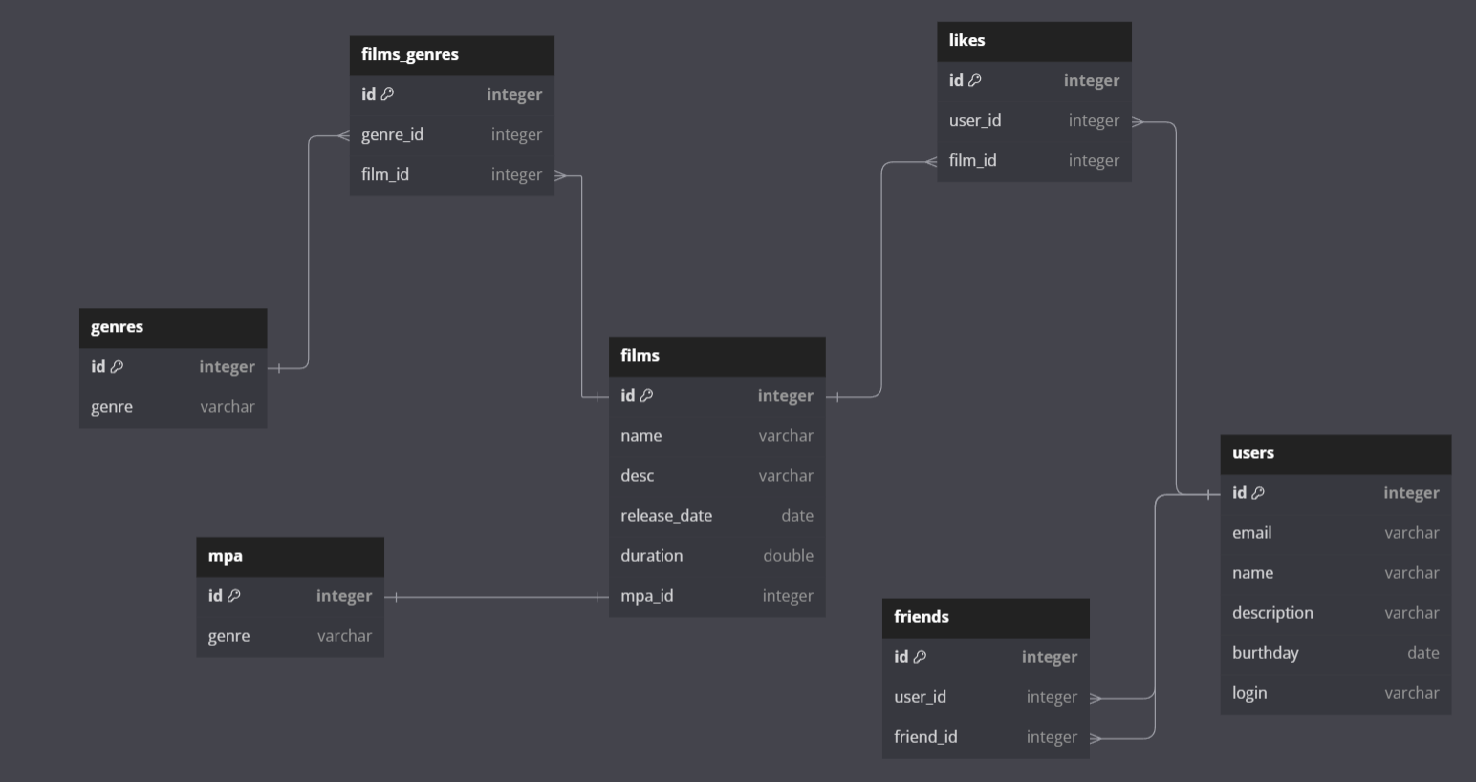 films_genres
id integer
genre_id integer
film_id integer
likes
id integer
user_id integer
film_id integer
genres
id integer
genre varchar
films
id integer
name varchar
desc varchar
release_date date
duration double
mpa_id integer
mpa
id integer
genre varchar
users
id integer
email varchar
name varchar
description varchar
burthday date
login varchar
friends
id integer
user_id integer
friend_id integer